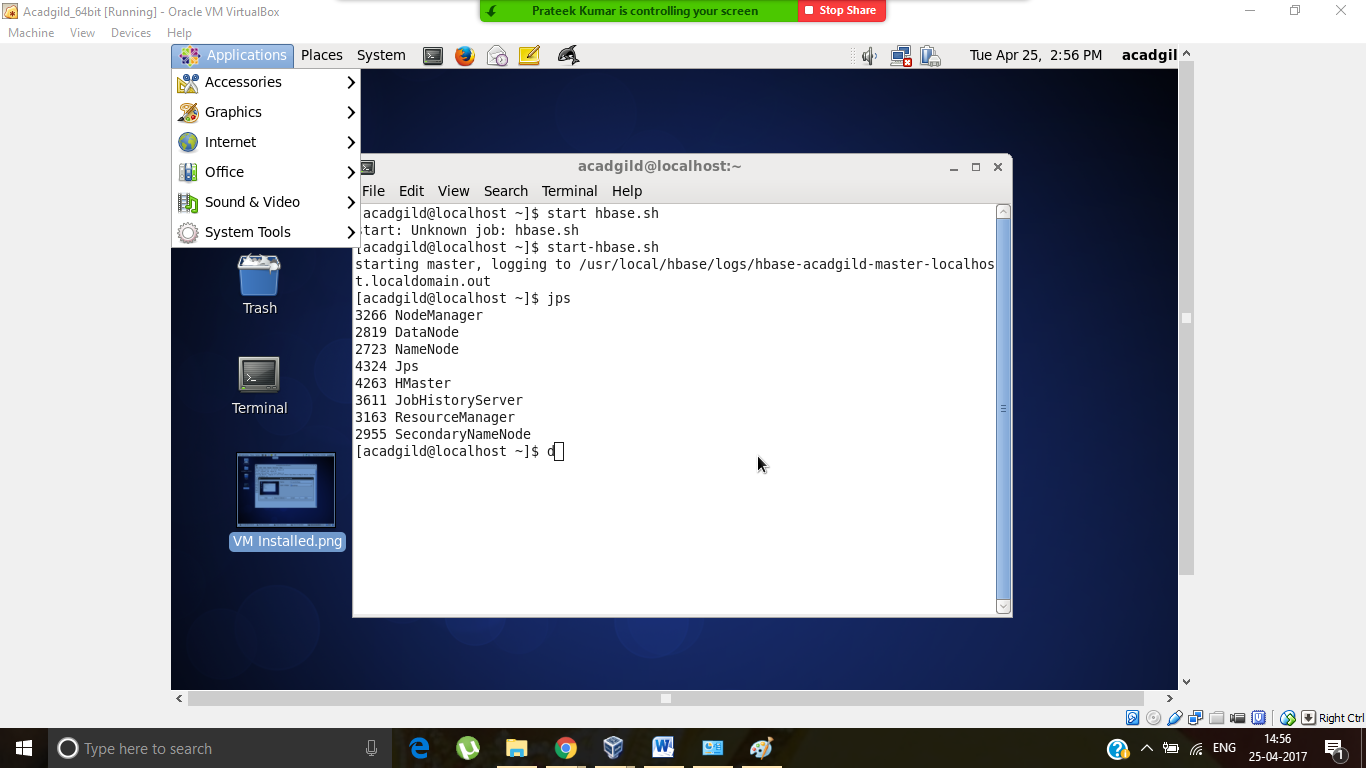 Acadgild_64bit [Running] - Oracle VM VirtualBox
Prateek Kumar is controlling your screen
Stop Share
Machine View Devices Help
Applications Places System
Tue Apr 25, 2:56 PM acadgil
Accessories
Graphics
Internet
Office
Sound & Video
System Tools
Trash
Terminal
VM Installed.png
acadgild@localhost:~
File Edit View Search Terminal Help
acadgild@localhost ~]$ start hbase.sh
start: Unknown job: hbase.sh
[acadgild@localhost ~]$ start-hbase.sh
starting master, logging to /usr/local/hbase/logs/hbase-acadgild-master-localhos
t.localdomain.out
[acadgild@localhost ~]$ jps
3266 NodeManager
2819 DataNode
2723 NameNode
4324 Jps
4263 HMaster
3611 JobHistoryServer
3163 ResourceManager
2955 SecondaryNameNode
[acadgild@localhost ~]$ d
Right Ctrl
Type here to search
ENG
14:56
25-04-2017
1